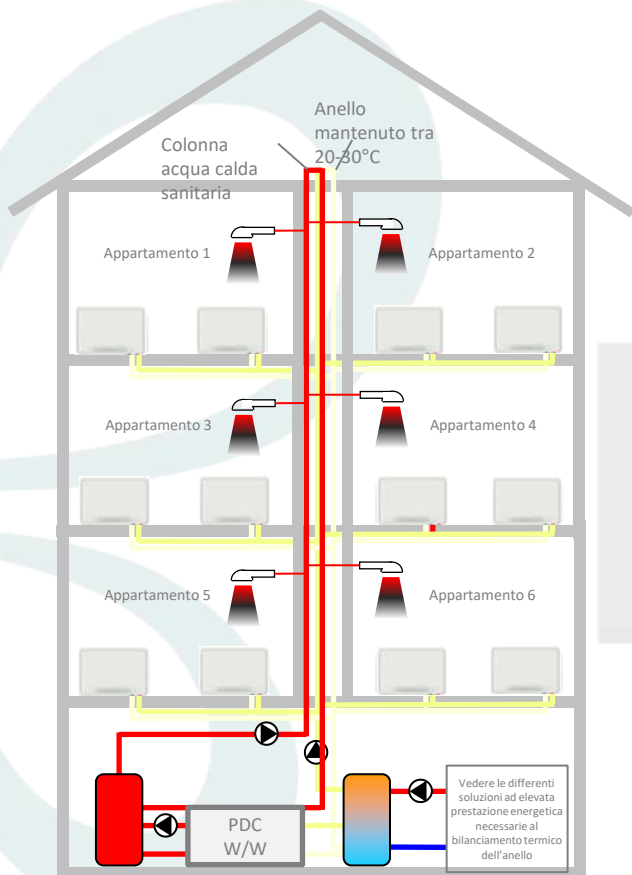 Anello
mantenuto tra
20-30°C
Colonna
acqua calda
sanitaria
Appartamento 1
Appartamento 2
Appartamento 3
Appartamento 4
Appartamento 5
Appartamento 6
PDC
W/W
Vedere le differenti
soluzioni ad elevata
prestazione energetica
necessarie al
bilanciamento termico
dell'anello